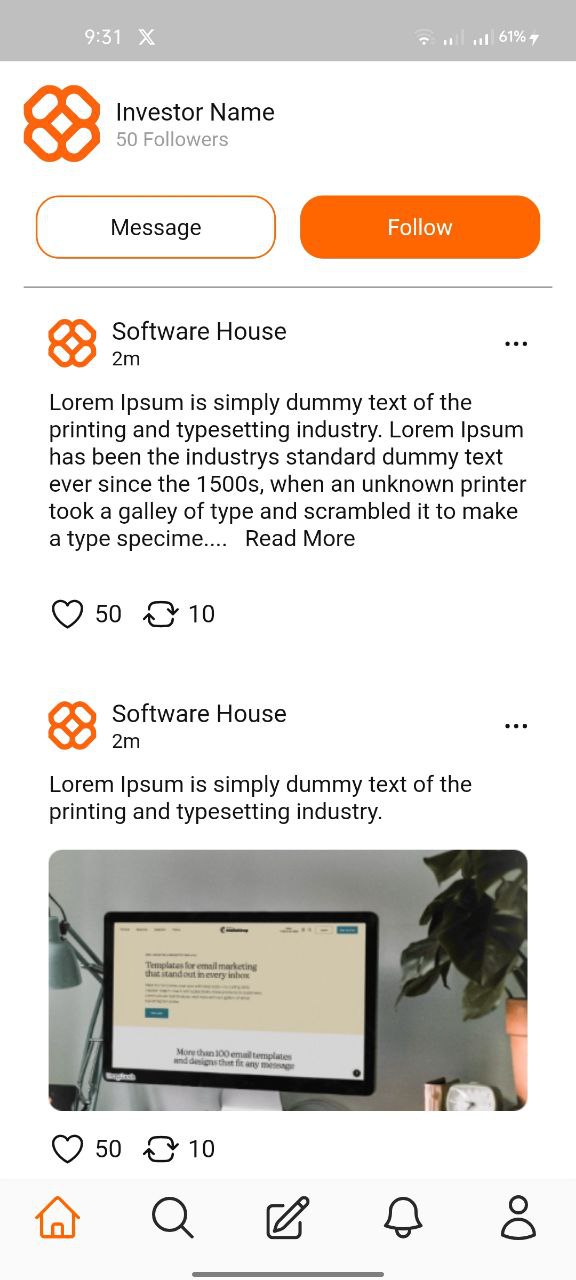 9:31
61%
Investor Name
50 Followers
Message
Follow
Software House
2m
Lorem Ipsum is simply dummy text of the
printing and typesetting industry. Lorem Ipsum
has been the industrys standard dummy text
ever since the 1500s, when an unknown printer
took a galley of type and scrambled it to make
a type specime.... Read More
50 10
Software House
2m
Lorem Ipsum is simply dummy text of the
printing and typesetting industry.
Templates for email marketing
that stand out in every inbox
More than 100 email templates
and designs that fit any message
50 10